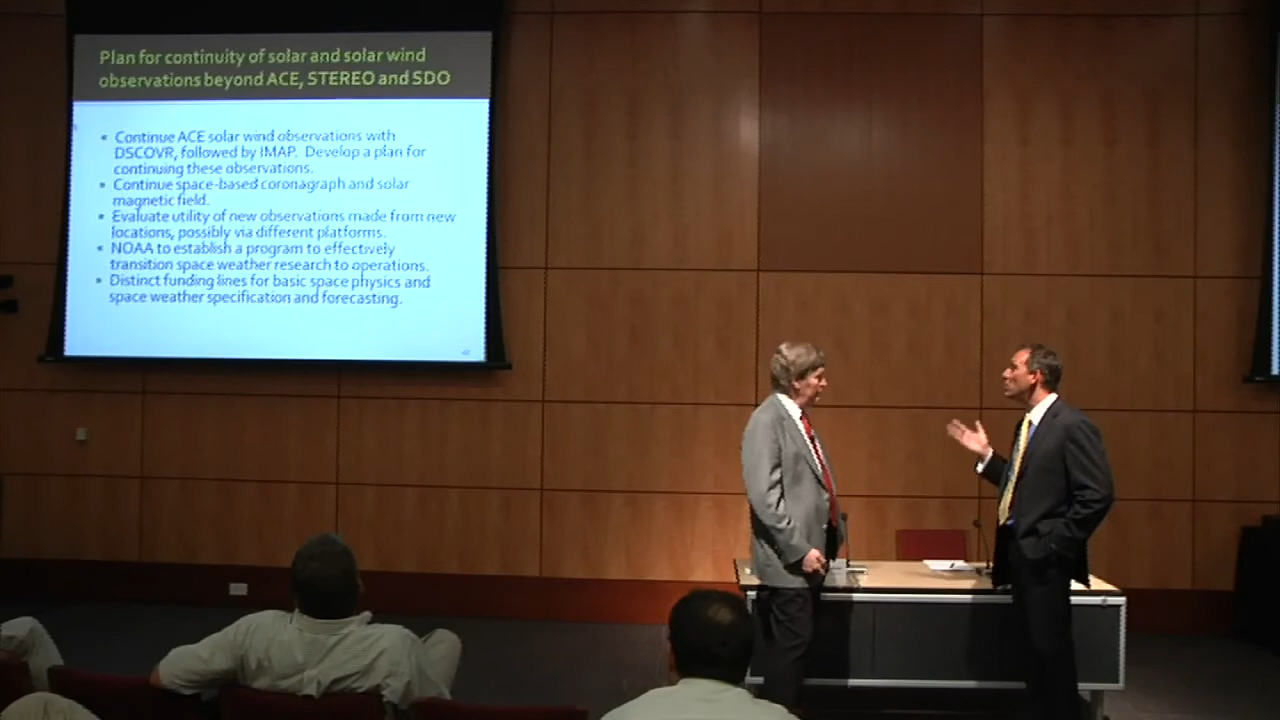 Plan for continuity of solar and solar wind
observations beyond ACE, STEREO and SDO
• Continue ACE solar wind observations with
DSCOVR, followed by IMAP. Develop a plan for
continuing these observations.
• Continue space-based coronagraph and solar
magnetic field.
• Evaluate utility of new observations made from new
locations, possibly via different platforms.
• NOAA to establish a program to effectively
transition space weather research to operations.
• Distinct funding lines for basic space physics and
space weather specification and forecasting.